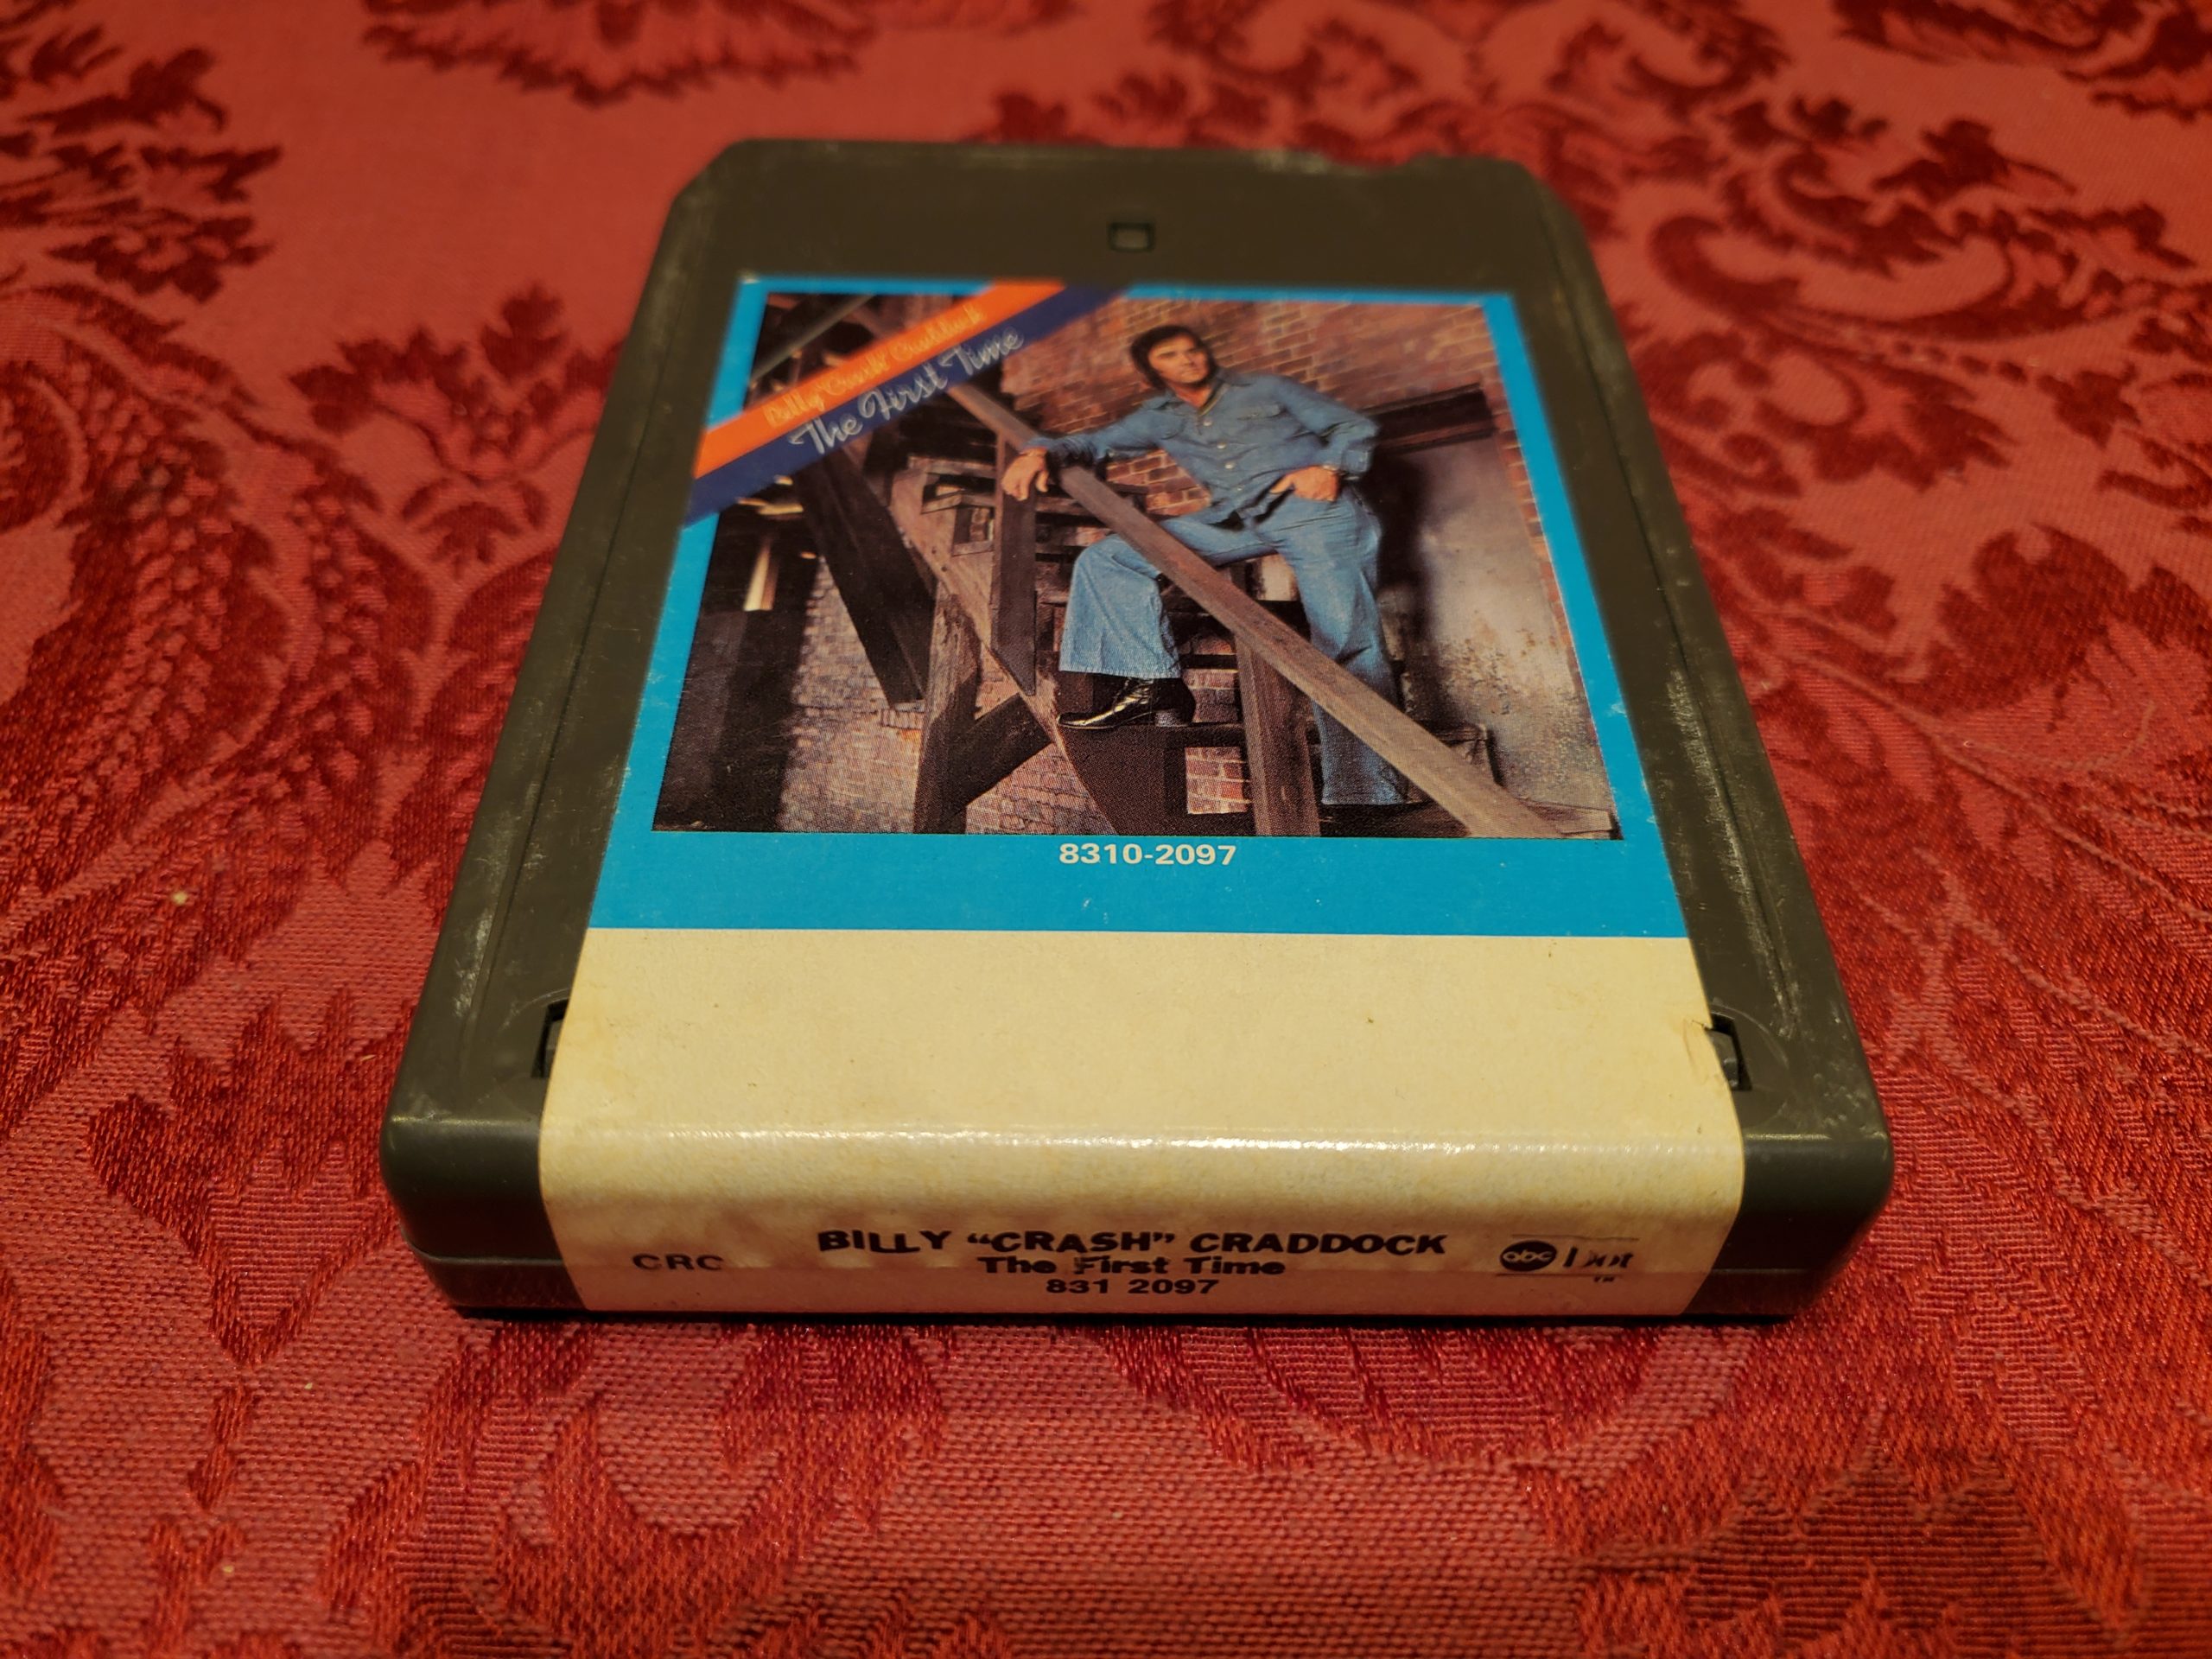 Billy "Crash" Craddock
The First Time
8310-2097
BILLY “CRASH” CRADDOCK
CRC
The First Time
831 2097
abc Dot